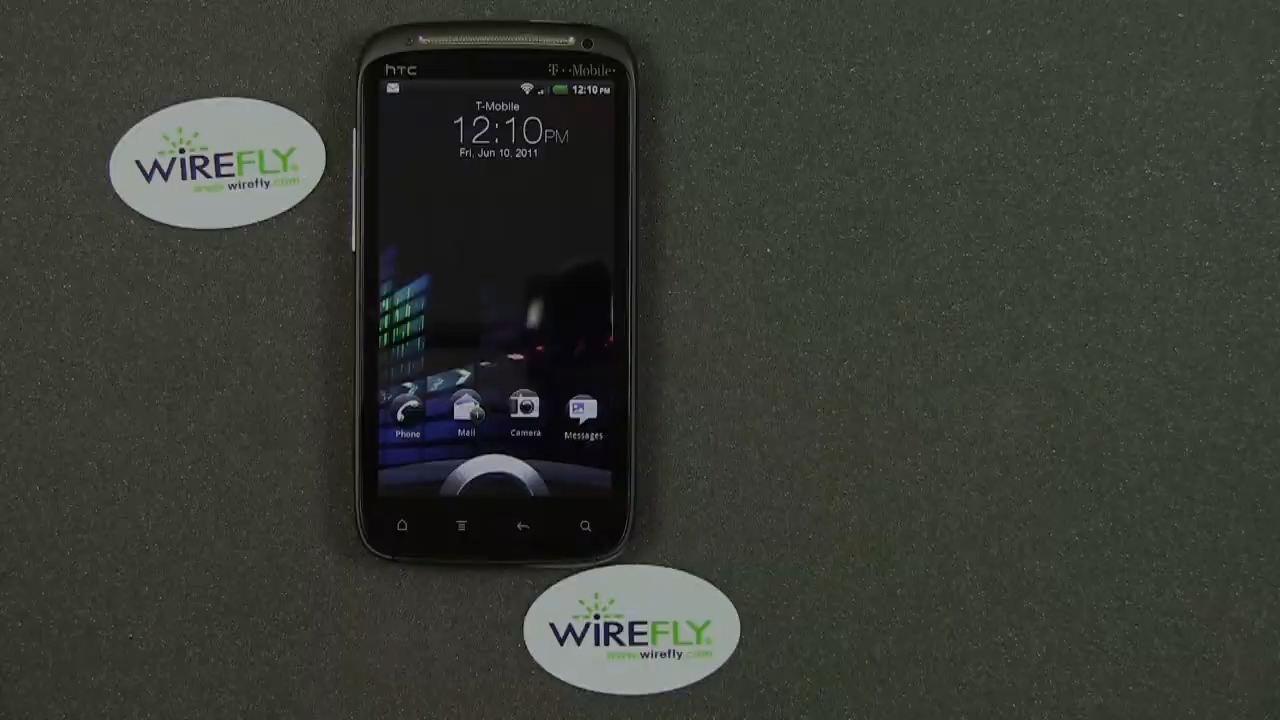 hTC
T··Mobile·
12:10 PM
T-Mobile
12:10PM
Fri, Jun 10, 2011
WIREFLY
www.wirefly.com
Phone
Mail
Camera
Messages
WIREFLY
www.wirefly.com